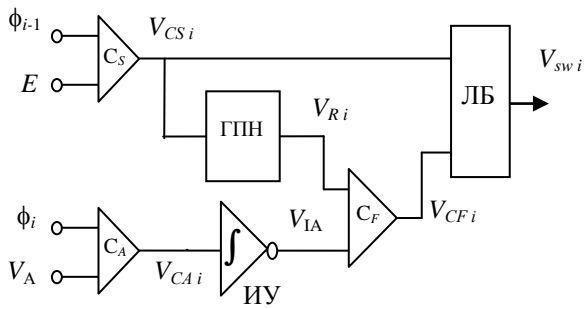 ϕi-1
VCS i
CS
E
Vsw i
ЛБ
ГПН
VR i
ϕi
CA
VA
VCA i
∫
ИУ
VIA
CF
VCF i